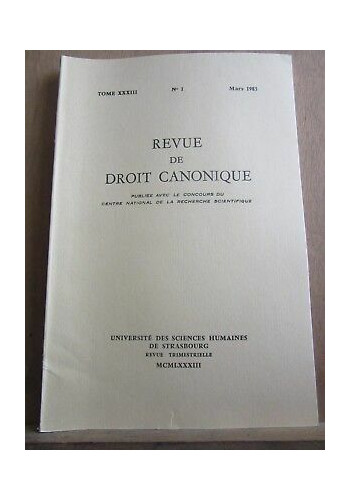 TOME XXXIII Nº 1 Mars 1983
REVUE
DE
DROIT CANONIQUE
PUBLIÉE AVEC LE CONCOURS DU
CENTRE NATIONAL DE LA RECHERCHE SCIENTIFIQUE
UNIVERSITÉ DES SCIENCES HUMAINES
DE STRASBOURG
REVUE TRIMESTRIELLE
MCMLXXXIII